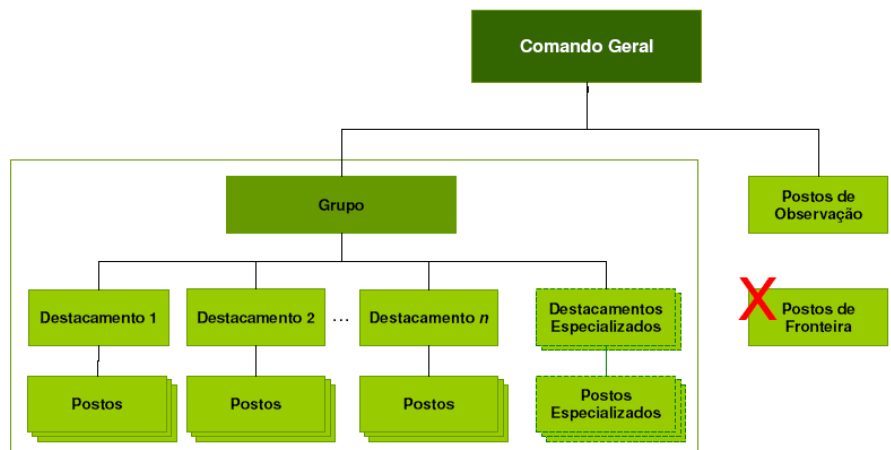 Comando Geral
Grupo
Postos de
Observação
Destacamento 1
Destacamento 2
...
Destacamento n
Destacamentos
Especializados
X
Postos de
Fronteira
Postos
Postos
Postos
Postos
Especializados